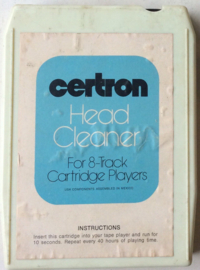 certron
Head
Cleaner
For 8-Track
Cartridge Players
INSTRUCTIONS
Insert this cartridge into your tape player and run for
10 seconds. Repeat every 40 hours of playing time.